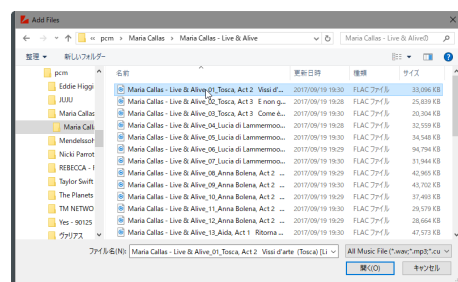 Add Files
« pcm > Maria Callas > Maria Callas - Live & Alive
Maria Callas - Live & Aliveの
整理 新しいフォルダー
名前 更新日時 種類 サイズ
pcm
Eddie Higgi
JUJU
Maria Callas
Maria Call
Mendelssoh
Nicki Parrot
REBECCA - F
Taylor Swift
The Planets
TM NETWO
Yes - 90125
ヴァリアス
Maria Callas - Live & Alive_01_Tosca, Act 2 Vissi d'... 2017/09/19 19:30 FLAC ファイル 33,096 KB
Maria Callas - Live & Alive_02_Tosca, Act 3 E non g... 2017/09/19 19:28 FLAC ファイル 25,839 KB
Maria Callas - Live & Alive_03_Tosca, Act 3 Come é... 2017/09/19 19:30 FLAC ファイル 20,304 KB
Maria Callas - Live & Alive_04_Lucia di Lammermoo... 2017/09/19 19:28 FLAC ファイル 32,559 KB
Maria Callas - Live & Alive_05_Lucia di Lammermoo... 2017/09/19 19:30 FLAC ファイル 34,548 KB
Maria Callas - Live & Alive_06_Lucia di Lammermoo... 2017/09/19 19:29 FLAC ファイル 94,794 KB
Maria Callas - Live & Alive_07_Lucia di Lammermoo... 2017/09/19 19:29 FLAC ファイル 31,944 KB
Maria Callas - Live & Alive_08_Anna Bolena, Act 2 ... 2017/09/19 19:29 FLAC ファイル 42,965 KB
Maria Callas - Live & Alive_09_Anna Bolena, Act 2 ... 2017/09/19 19:30 FLAC ファイル 43,702 KB
Maria Callas - Live & Alive_10_Anna Bolena, Act 2 ... 2017/09/19 19:29 FLAC ファイル 37,493 KB
Maria Callas - Live & Alive_11_Anna Bolena, Act 2 ... 2017/09/19 19:30 FLAC ファイル 29,579 KB
Maria Callas - Live & Alive_12_Anna Bolena, Act 2 ... 2017/09/19 19:29 FLAC ファイル 28,664 KB
Maria Callas - Live & Alive_13_Aida, Act 1 Ritorna ... 2017/09/19 19:30 FLAC ファイル 47,573 KB
ファイル名(N): Maria Callas - Live & Alive_01_Tosca, Act 2 Vissi d'arte (Tosca) [Li All Music File (*.wav;*.mp3;*.cu
開く(O) キャンセル